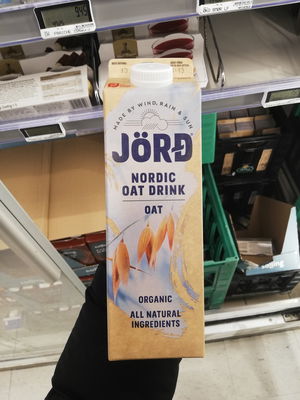 MADE BY WIND, RAIN & SUN
JÖRÐ
NORDIC
OAT DRINK
OAT
ORGANIC
ALL NATURAL
INGREDIENTS